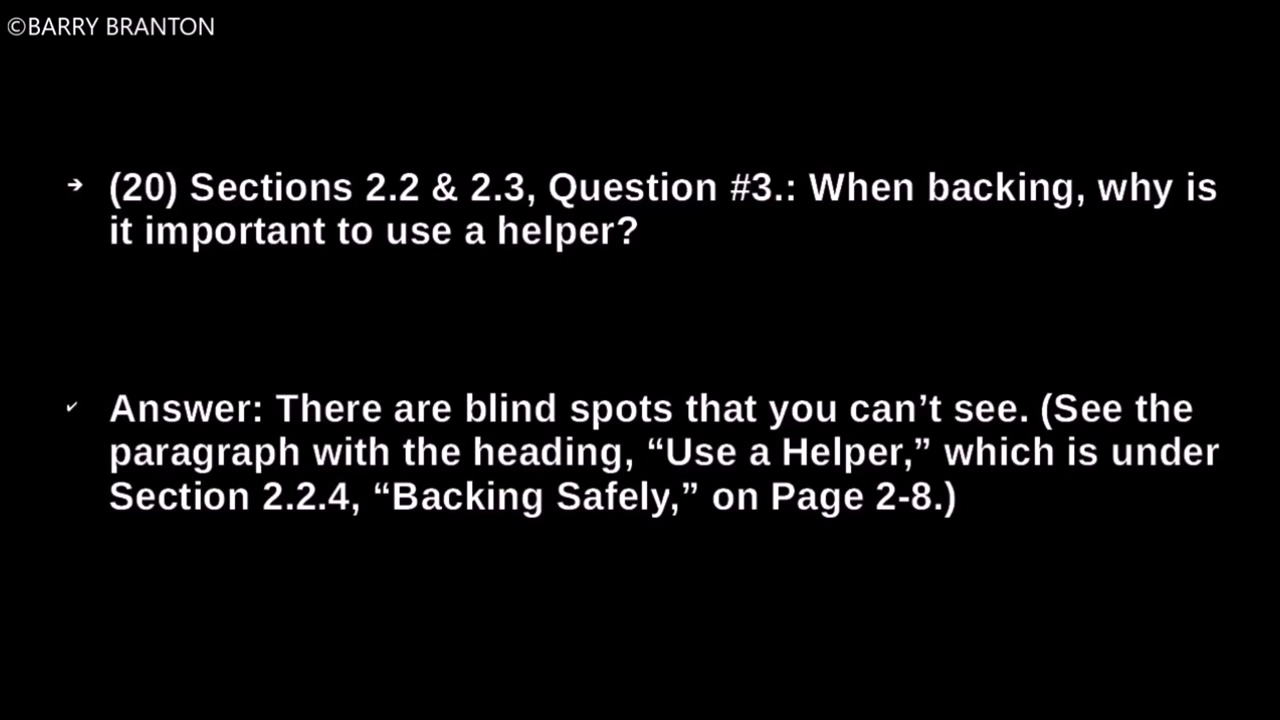 ©BARRY BRANTON
➔ (20) Sections 2.2 & 2.3, Question #3.: When backing, why is
it important to use a helper?
✓ Answer: There are blind spots that you can’t see. (See the
paragraph with the heading, “Use a Helper,” which is under
Section 2.2.4, “Backing Safely,” on Page 2-8.)